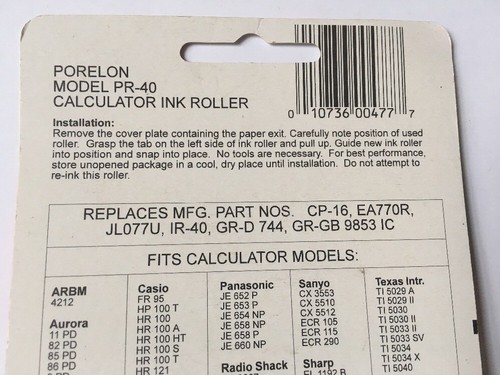 PORELON
MODEL PR-40
CALCULATOR INK ROLLER
0 10736 00477 7
Installation:
Remove the cover plate containing the paper exit. Carefully note position of used
roller. Grasp the tab on the left side of ink roller and pull up. Guide new ink roller
into position and snap into place. No tools are necessary. For best performance,
store unopened package in a cool, dry place until installation. Do not attempt to
re-ink this roller.
REPLACES MFG. PART NOS. CP-16, EA770R,
JL077U, IR-40, GR-D 744, GR-GB 9853 IC
FITS CALCULATOR MODELS:
ARBM
4212
Aurora
11 PD
82 PD
85 PD
86 PD
Casio
FR 95
HP 100 T
HR 100
HR 100 A
HR 100 HT
HR 100 S
HR 100 T
HR 121
Panasonic
JE 652 P
JE 653 P
JE 654 NP
JE 658 NP
JE 658 P
JE 660 NP
Radio Shack
Sanyo
CX 3553
CX 5510
CX 5512
ECR 105
ECR 115
ECR 290
Sharp
EL 1192 B
Texas Intr.
TI 5029 A
TI 5029 II
TI 5030
TI 5030 II
TI 5033 II
TI 5033 SV
TI 5034
TI 5034 X
TI 5040